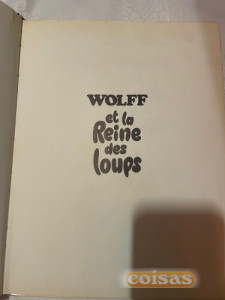 WOLFF
et la
Reine
des
loups
coisas